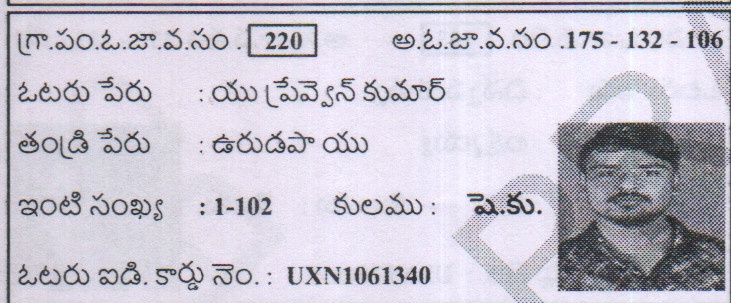 గ్రా.పం.ఓ.జా.వ.సం 220 అ.ఓ.జా.వ.సం .175 - 132 - 106
ఓటరు పేరు : యు ప్రేవ్వెన్ కుమార్
తండ్రి పేరు : ఉరుడపా యు
ఇంటి సంఖ్య : 1-102 కులము : షె.కు.
ఓటరు ఐడి. కార్డు నెం. : UXN1061340